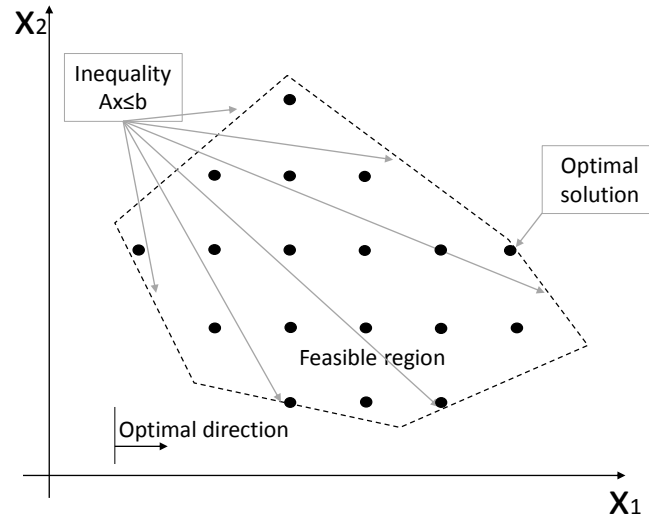 X2
Inequality
Ax≤b
Optimal
solution
Feasible region
Optimal direction
X1